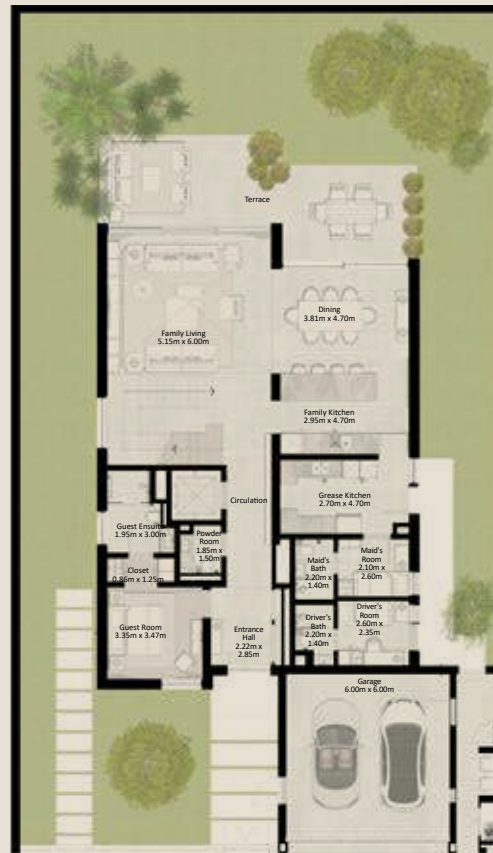 Terrace
Dining
3.81m x 4.70m
Family Living
5.15m x 6.00m
Family Kitchen
2.95m x 4.70m
Circulation
Grease Kitchen
2.70m x 4.70m
Guest Ensuite
1.95m x 3.00m
Powder
Room
1.85m x
1.50m
Maid's
Bath
2.20m x
1.40m
Maid's
Room
2.10m x
2.60m
Closet
0.86m x 1.25m
Guest Room
3.35m x 3.47m
Entrance
Hall
2.22m x
2.85m
Driver's
Bath
2.20m x
1.40m
Driver's
Room
2.60m x
2.35m
Garage
6.00m x 6.00m